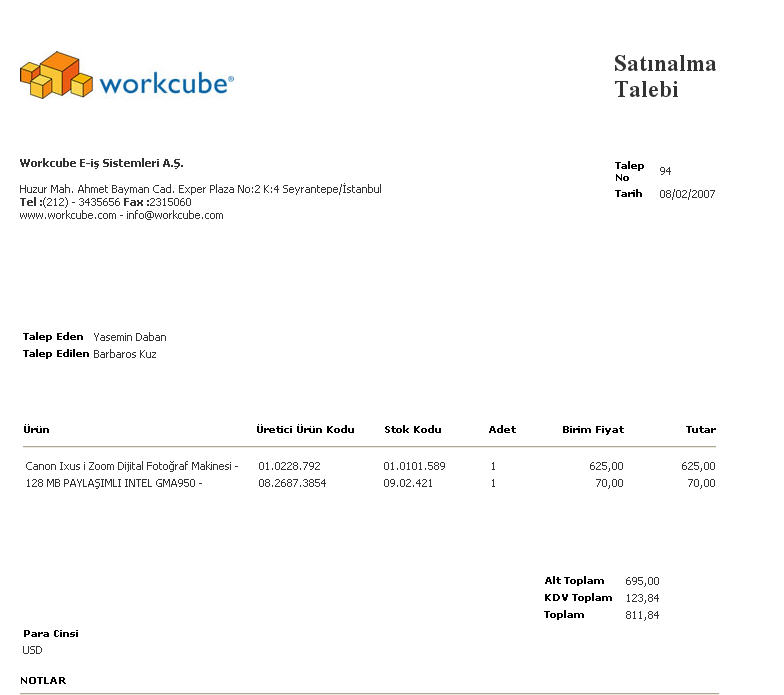 workcube®
Satınalma
Talebi
Workcube E-iş Sistemleri A.Ş.
Huzur Mah. Ahmet Bayman Cad. Exper Plaza No:2 K:4 Seyrantepe/İstanbul
Tel :(212) - 3435656 Fax :2315060
www.workcube.com - info@workcube.com
Talep No 94
Tarih 08/02/2007
Talep Eden Yasemin Daban
Talep Edilen Barbaros Kuz
Ürün Üretici Ürün Kodu Stok Kodu Adet Birim Fiyat Tutar
Canon Ixus i Zoom Dijital Fotoğraf Makinesi - 01.0228.792 01.0101.589 1 625,00 625,00
128 MB PAYLAŞIMLI INTEL GMA950 - 08.2687.3854 09.02.421 1 70,00 70,00
Alt Toplam 695,00
KDV Toplam 123,84
Toplam 811,84
Para Cinsi
USD
NOTLAR